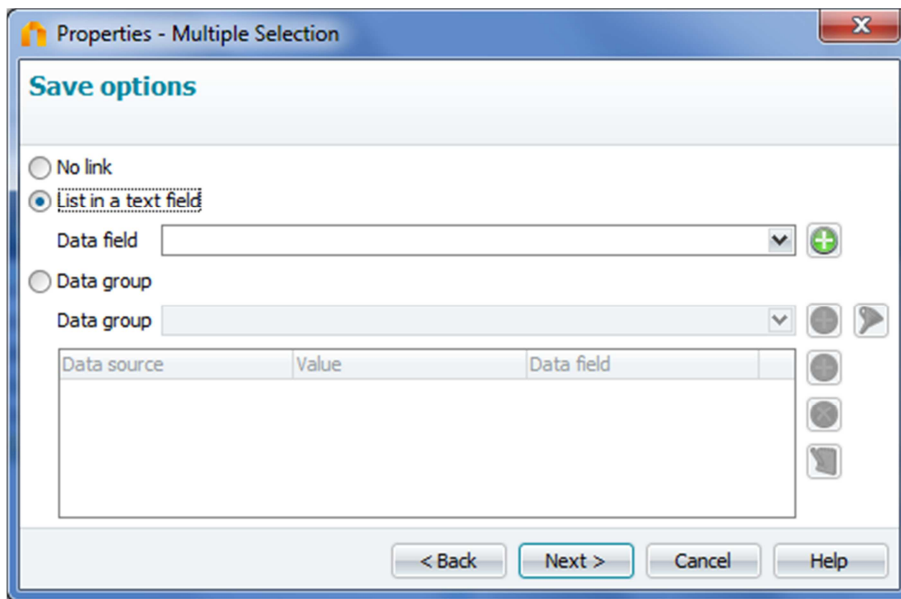 Properties - Multiple Selection
Save options
No link
List in a text field
Data field
Data group
Data group
Data source Value Data field
< Back Next > Cancel Help